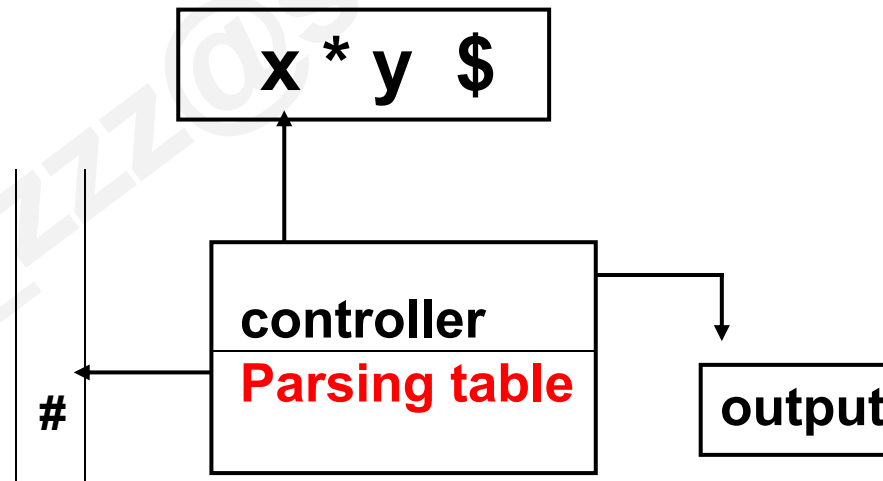 x * y $
controller
Parsing table
#
output